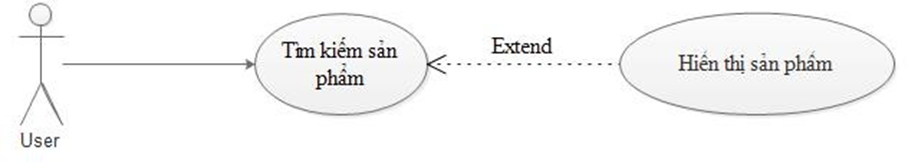 Tìm kiếm sản
phẩm
Extend
Hiển thị sản phẩm
User